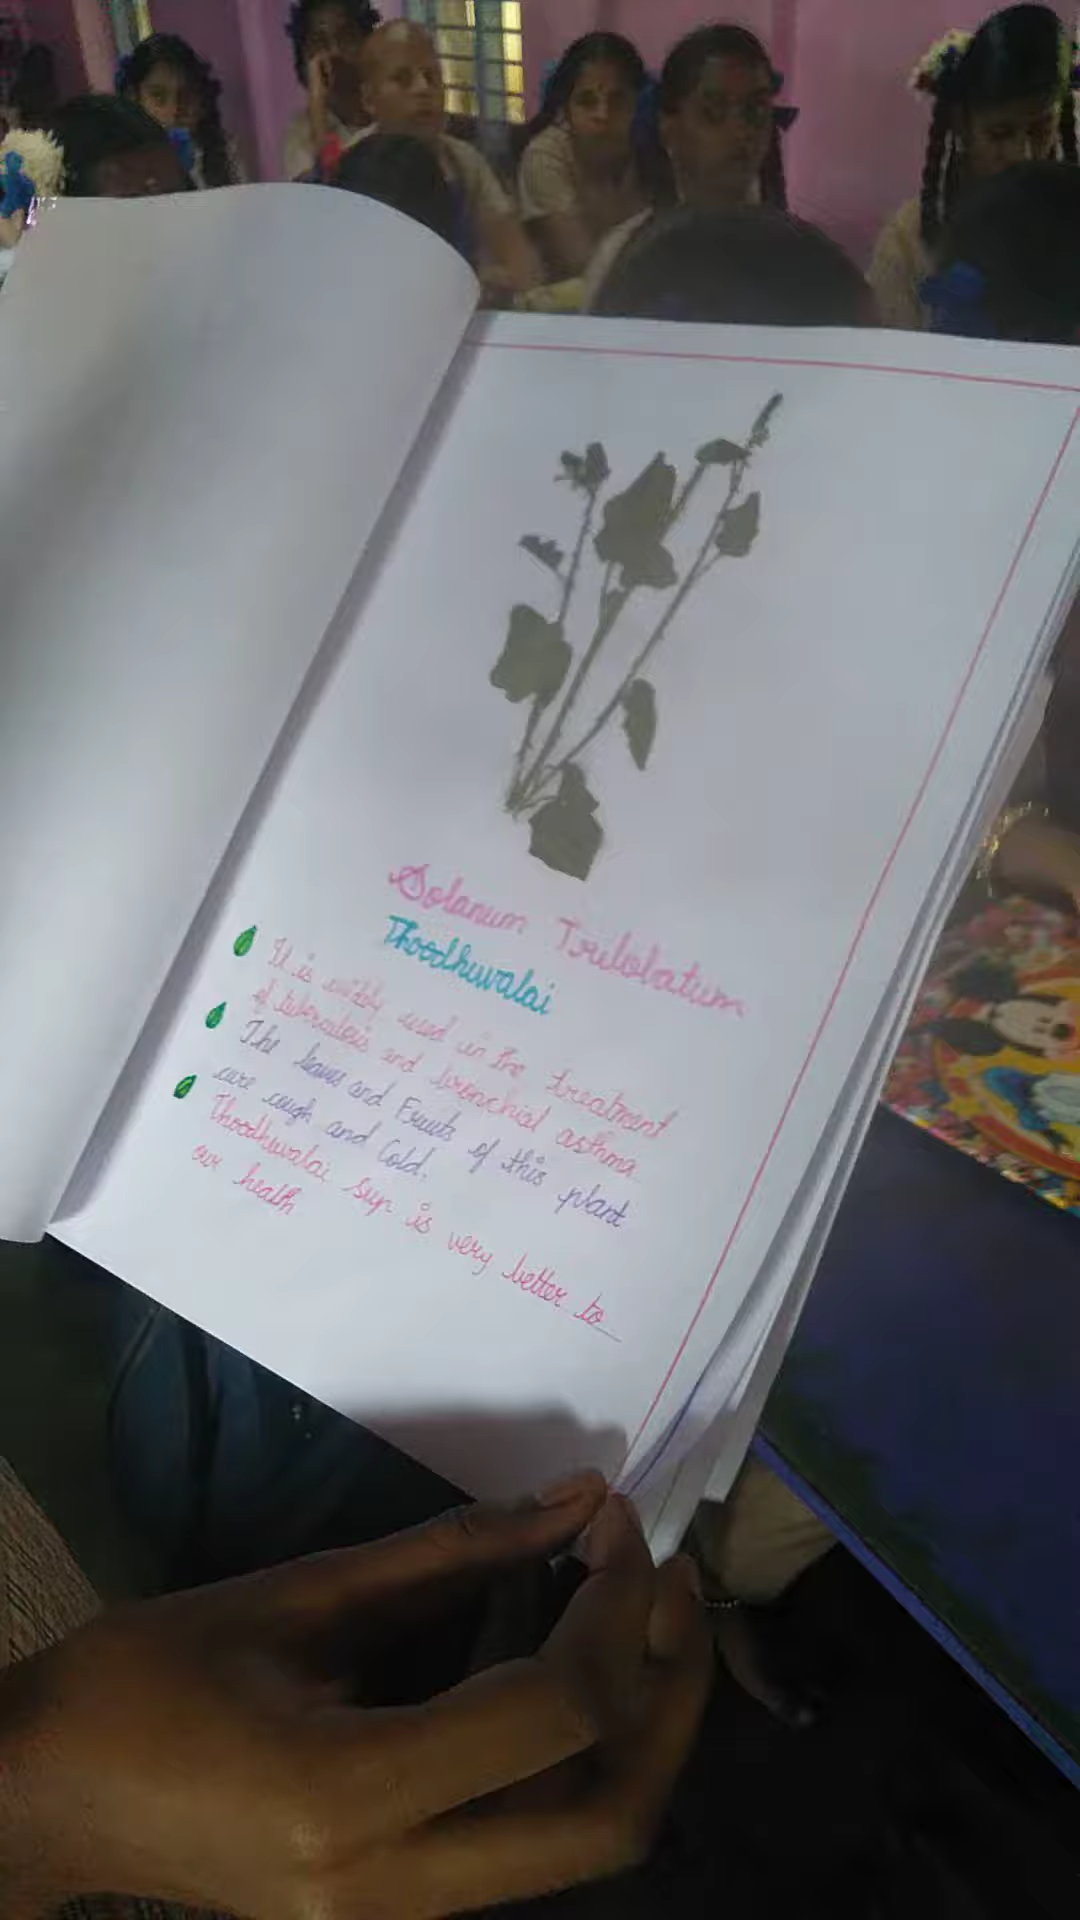 Solanum Trilobatum
Thoodhuvalai
It is widely used in the treatment
of tuberculosis and bronchial asthma.
The leaves and Fruits of this plant
cure cough and Cold.
Thoodhuvalai sup is very better to
our health